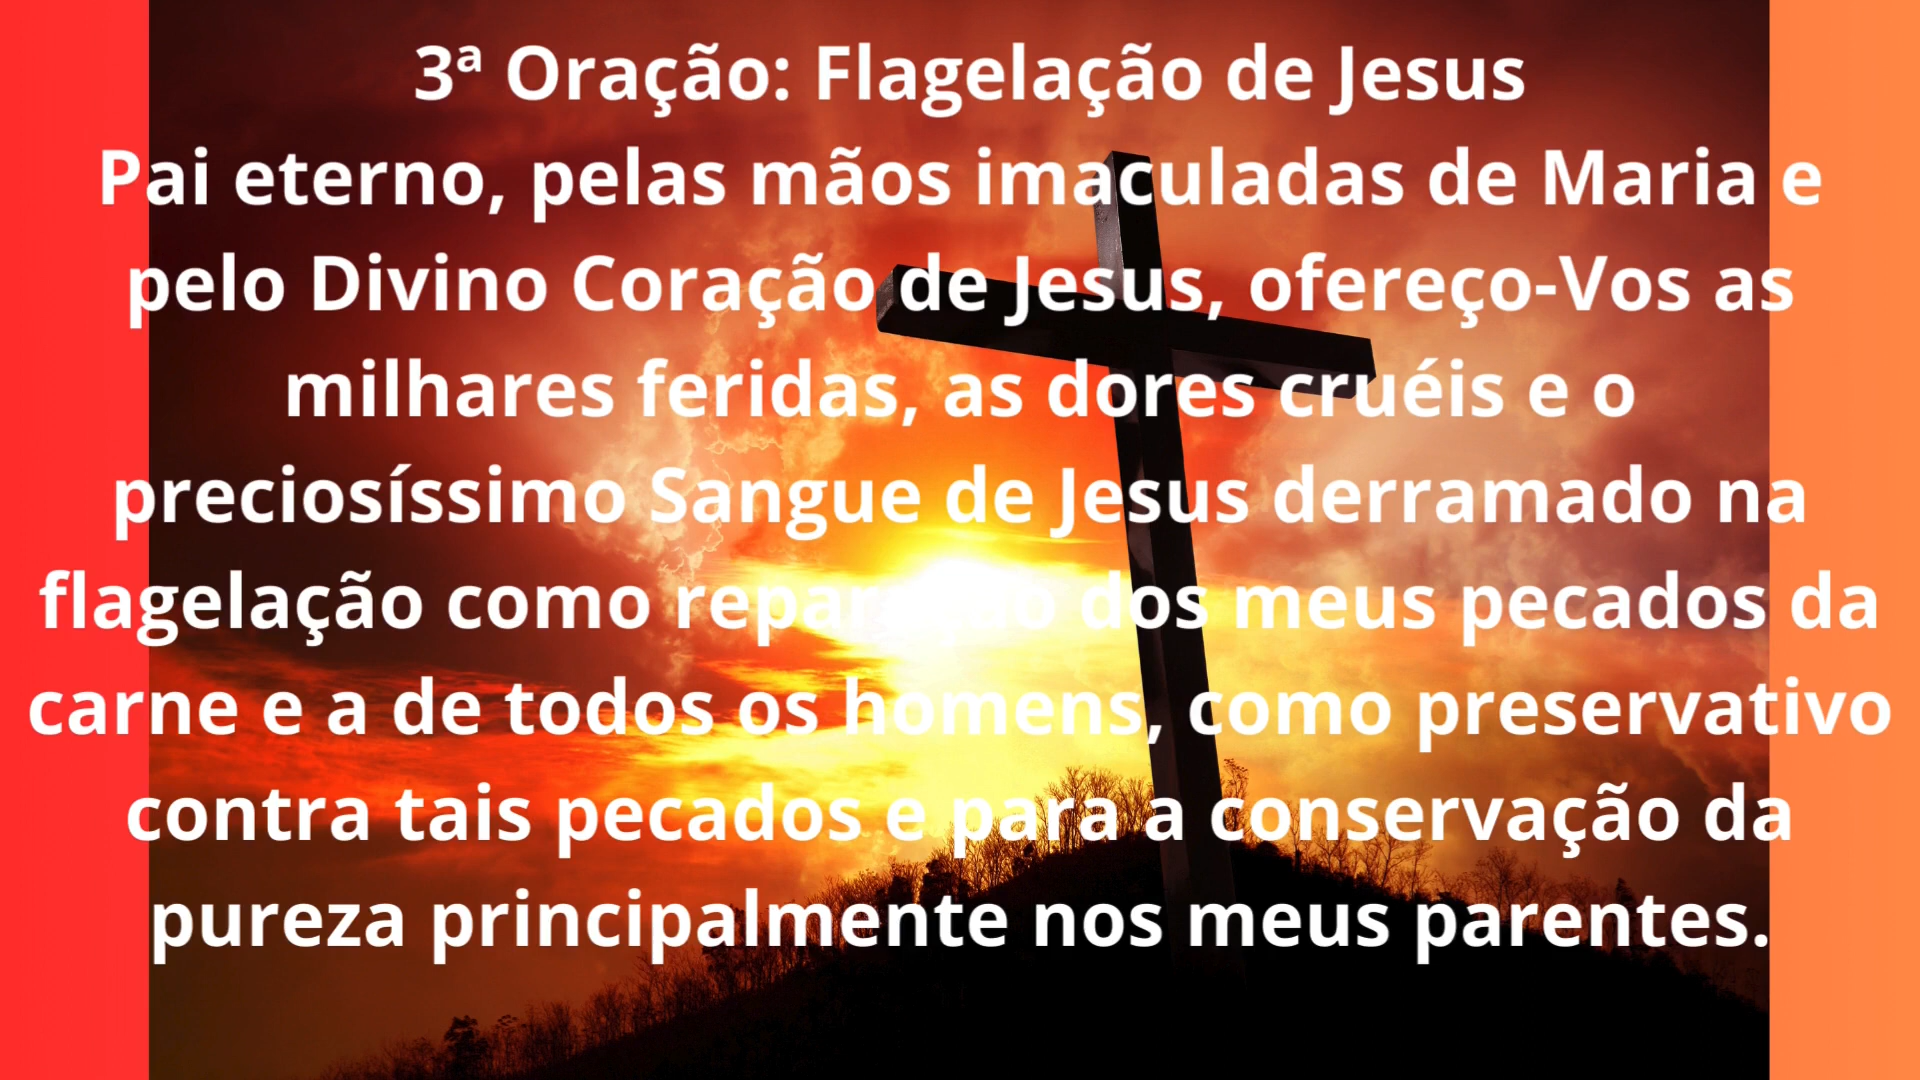 3ª Oração: Flagelação de Jesus
Pai eterno, pelas mãos imaculadas de Maria e
pelo Divino Coração de Jesus, ofereço-Vos as
milhares feridas, as dores cruéis e o
preciosíssimo Sangue de Jesus derramado na
flagelação como reparação dos meus pecados da
carne e a de todos os homens, como preservativo
contra tais pecados e para a conservação da
pureza principalmente nos meus parentes.